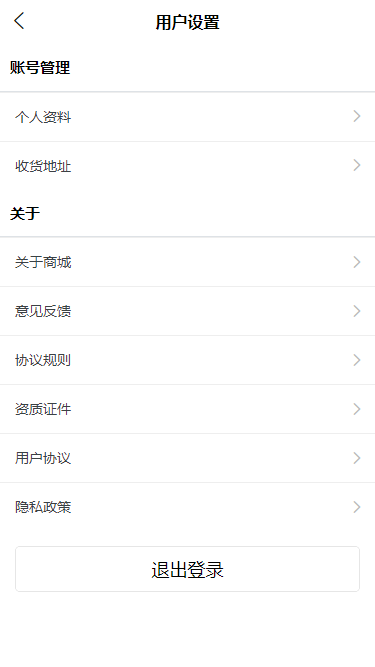 用户设置
账号管理
个人资料
收货地址
关于
关于商城
意见反馈
协议规则
资质证件
用户协议
隐私政策
退出登录